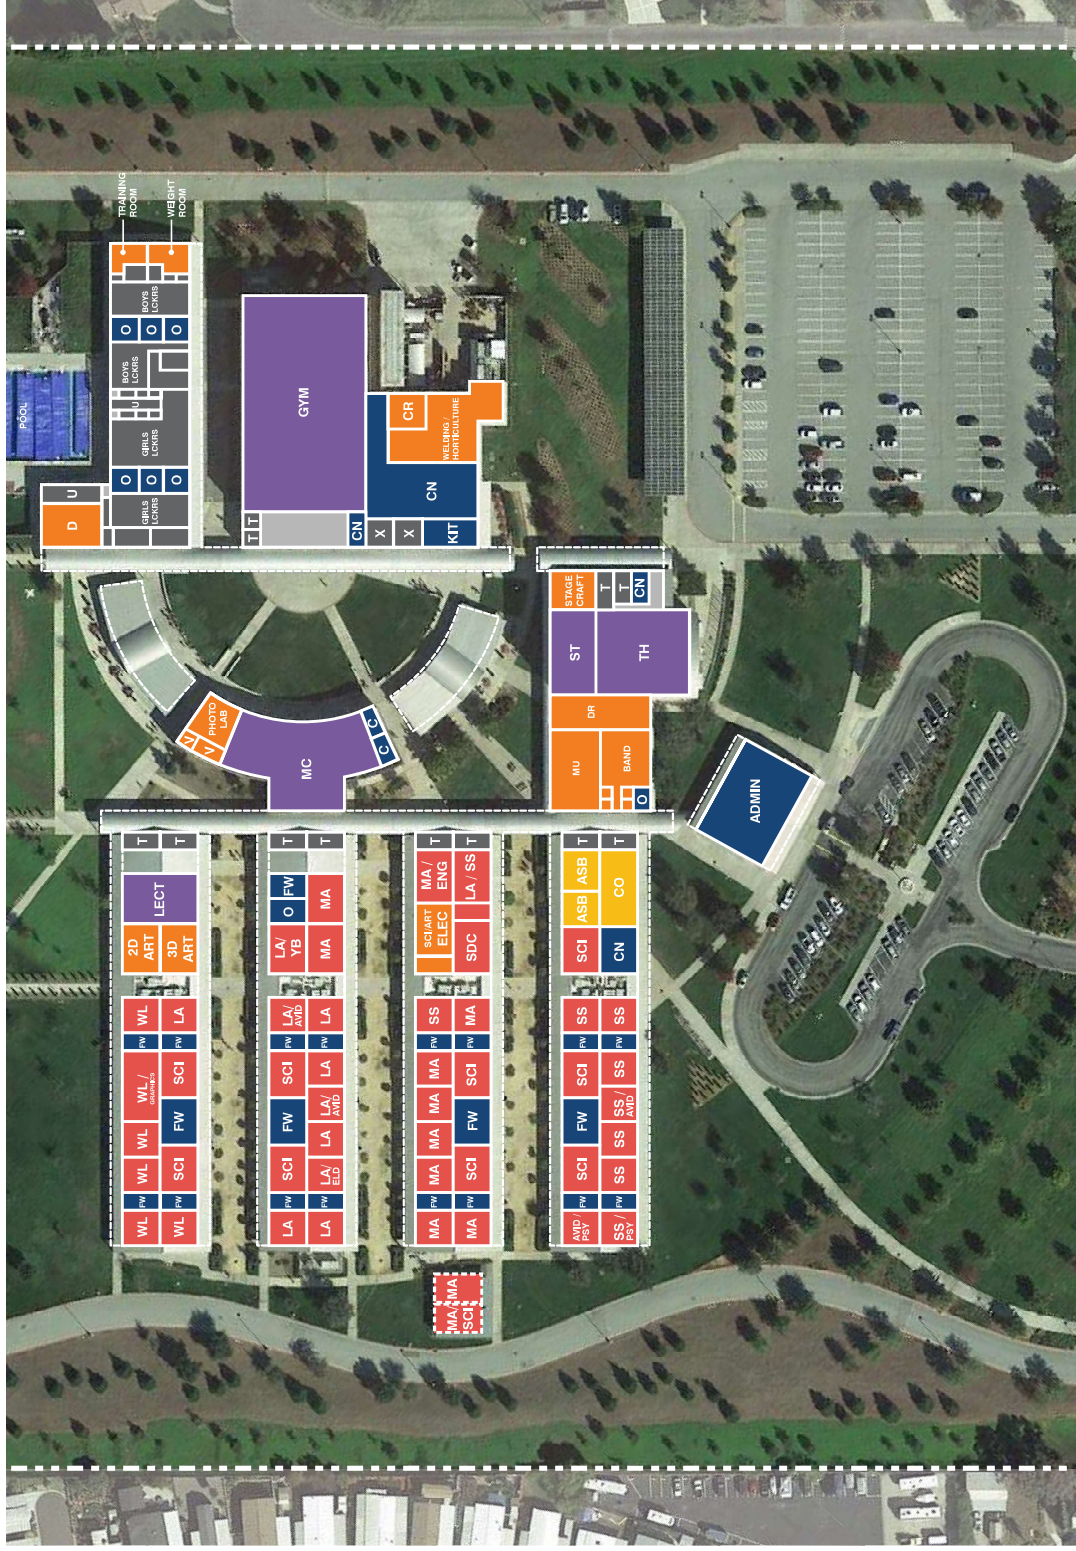 TRAINING
ROOM
WEIGHT
ROOM
BOYS
LCKRS
O
O
O
BOYS
LCKRS
U
GIRLS
LCKRS
O
O
O
GIRLS
LCKRS
U
D
POOL
GYM
CR
WELDING /
HORTICULTURE
CN
T
T
CN
X
X
KIT
STAGE
CRAFT
T
T
CN
ST
TH
DR
MU
BAND
O
PHOTO
LAB
V
V
MC
C
C
ADMIN
T
T
LECT
2D
ART
3D
ART
WL
LA
FW
FW
WL /
GRAPHICS
SCI
WL
FW
WL
SCI
FW
FW
WL
WL
T
T
FW
O
MA
LA/
YB
MA
LA/
AVID
LA
FW
FW
SCI
LA
LA/
AVID
FW
LA
SCI
LA/
ELD
FW
FW
LA
LA
T
T
MA /
ENG
LA / SS
SCI/ART
ELEC
SDC
SS
MA
FW
FW
MA
SCI
MA
FW
MA
MA
SCI
FW
FW
MA
MA
MA
MA/
SCI
T
T
ASB
ASB
CO
SCI
CN
SS
SS
FW
FW
SCI
SS
SS/
AVID
FW
SS
SCI
SS
FW
FW
AVID /
PSY
SS /
PSY